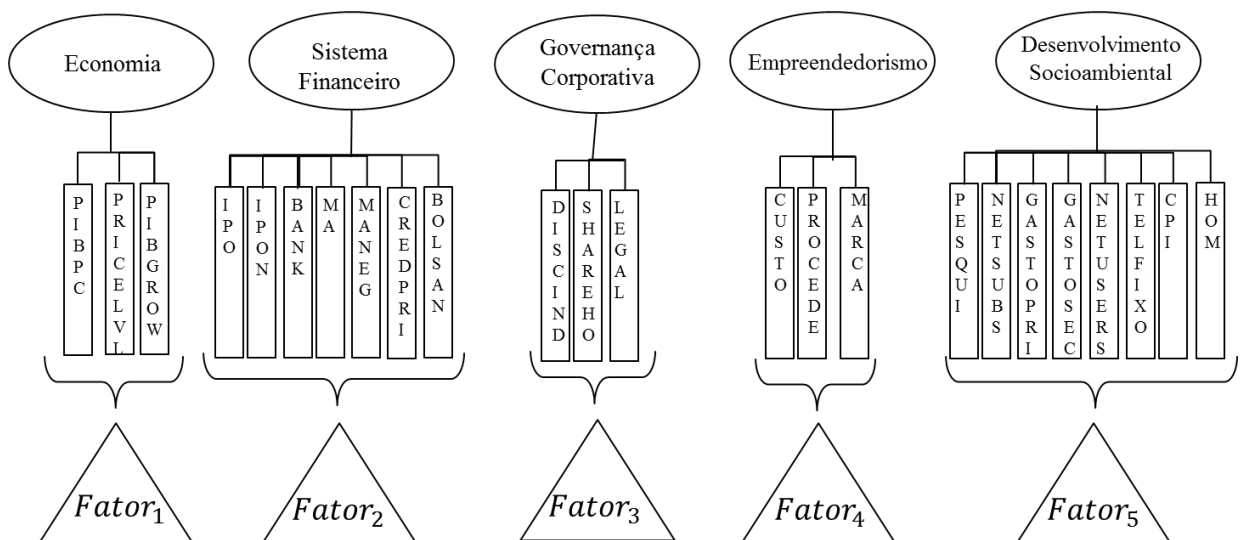 Economia
Sistema
Financeiro
Governança
Corporativa
Empreendedorismo
Desenvolvimento
Socioambiental
PIBPC
PRICELVL
PIBGROW
IPO
IPON
BANK
MA
MANEG
CREDPRI
BOLSAN
DISCIND
SHAREHO
LEGAL
CUSTO
PROCEDE
MARCA
PESQUI
NETSUBS
GASTOPRI
GASTOSEC
NETUSERS
TELFIXO
CPI
HOM
Fator₁
Fator₂
Fator₃
Fator₄
Fator₅